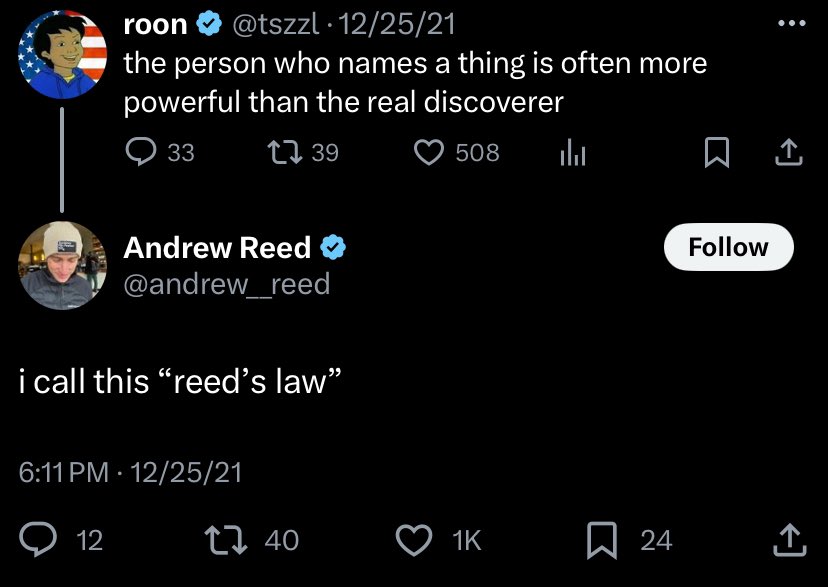 roon @tszzl · 12/25/21
the person who names a thing is often more
powerful than the real discoverer
33 39 508
Andrew Reed
Follow
@andrew__reed
i call this “reed’s law”
6:11 PM · 12/25/21
12 40 1K 24